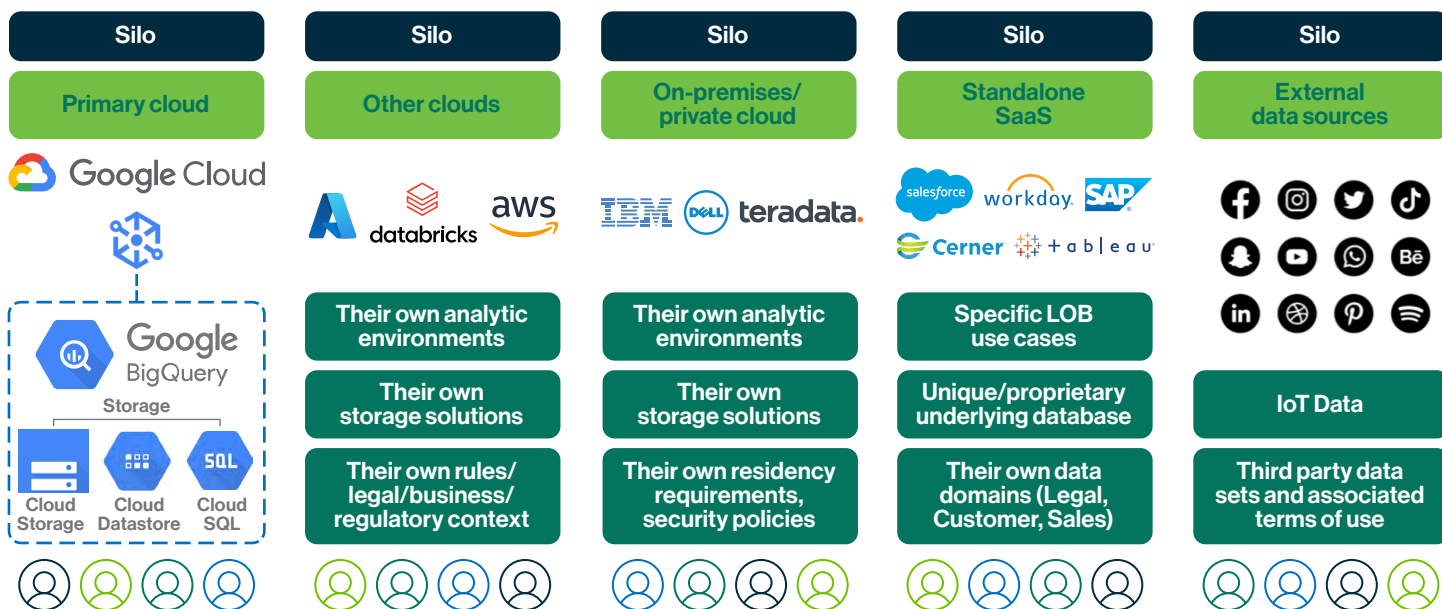 Silo
Primary cloud
Google Cloud
Google
BigQuery
Storage
SQL
Cloud
Storage
Cloud
Datastore
Cloud
SQL
Silo
Other clouds
databricks
aws
Their own analytic
environments
Their own
storage solutions
Their own rules/
legal/business/
regulatory context
Silo
On-premises/
private cloud
IBM
DELL
teradata.
Their own analytic
environments
Their own
storage solutions
Their own residency
requirements,
security policies
Silo
Standalone
SaaS
salesforce
workday.
SAP
Cerner
+ableau
Specific LOB
use cases
Unique/proprietary
underlying database
Their own data
domains (Legal,
Customer, Sales)
Silo
External
data sources
Bē
in
IoT Data
Third party data
sets and associated
terms of use